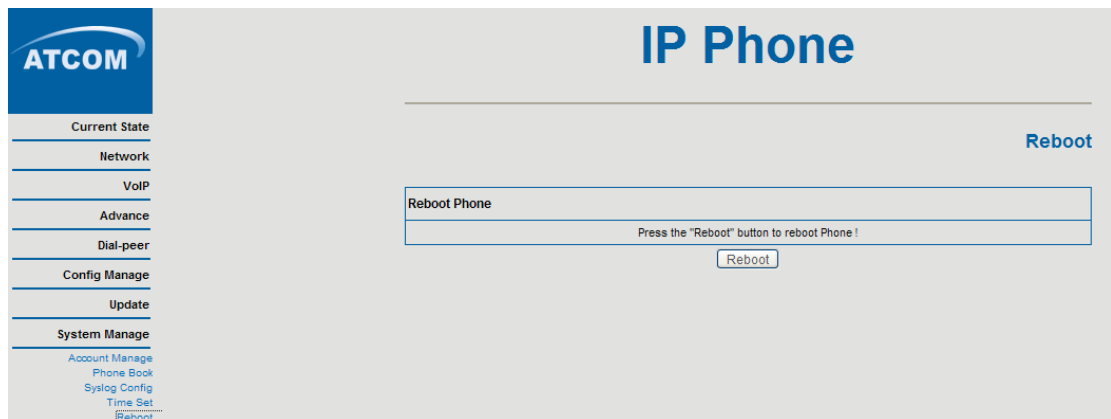 ATCOM
IP Phone
Current State
Network
VoIP
Advance
Dial-peer
Config Manage
Update
System Manage
Account Manage
Phone Book
Syslog Config
Time Set
Reboot
Reboot
Reboot Phone
Press the "Reboot" button to reboot Phone !
Reboot